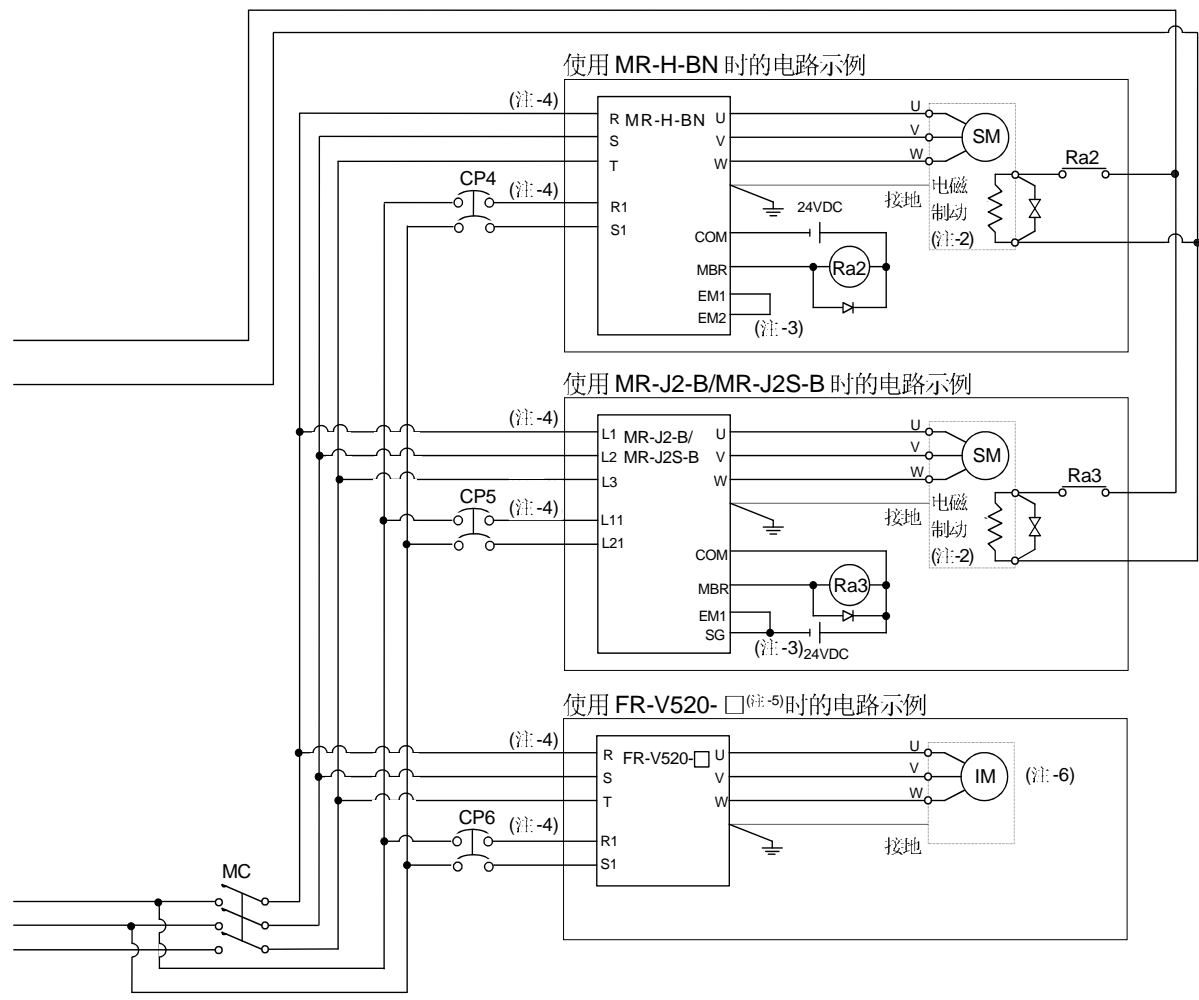 使用 MR-H-BN 时的电路示例
(注-4)
R MR-H-BN U
S V
T W
U
V
W
SM
Ra2
CP4
(注-4)
R1
S1
接地
电磁
制动
(注-2)
24VDC
COM
MBR
Ra2
EM1
EM2
(注-3)
使用 MR-J2-B/MR-J2S-B 时的电路示例
(注-4)
L1 MR-J2-B/ U
L2 MR-J2S-B V
L3 W
U
V
W
SM
Ra3
CP5
(注-4)
L11
L21
接地
电磁
制动
(注-2)
COM
MBR
Ra3
EM1
SG
(注-3)
24VDC
使用 FR-V520- □(注-5)时的电路示例
(注-4)
R FR-V520-□ U
S V
T W
U
V
W
IM
(注-6)
CP6
(注-4)
R1
S1
接地
MC